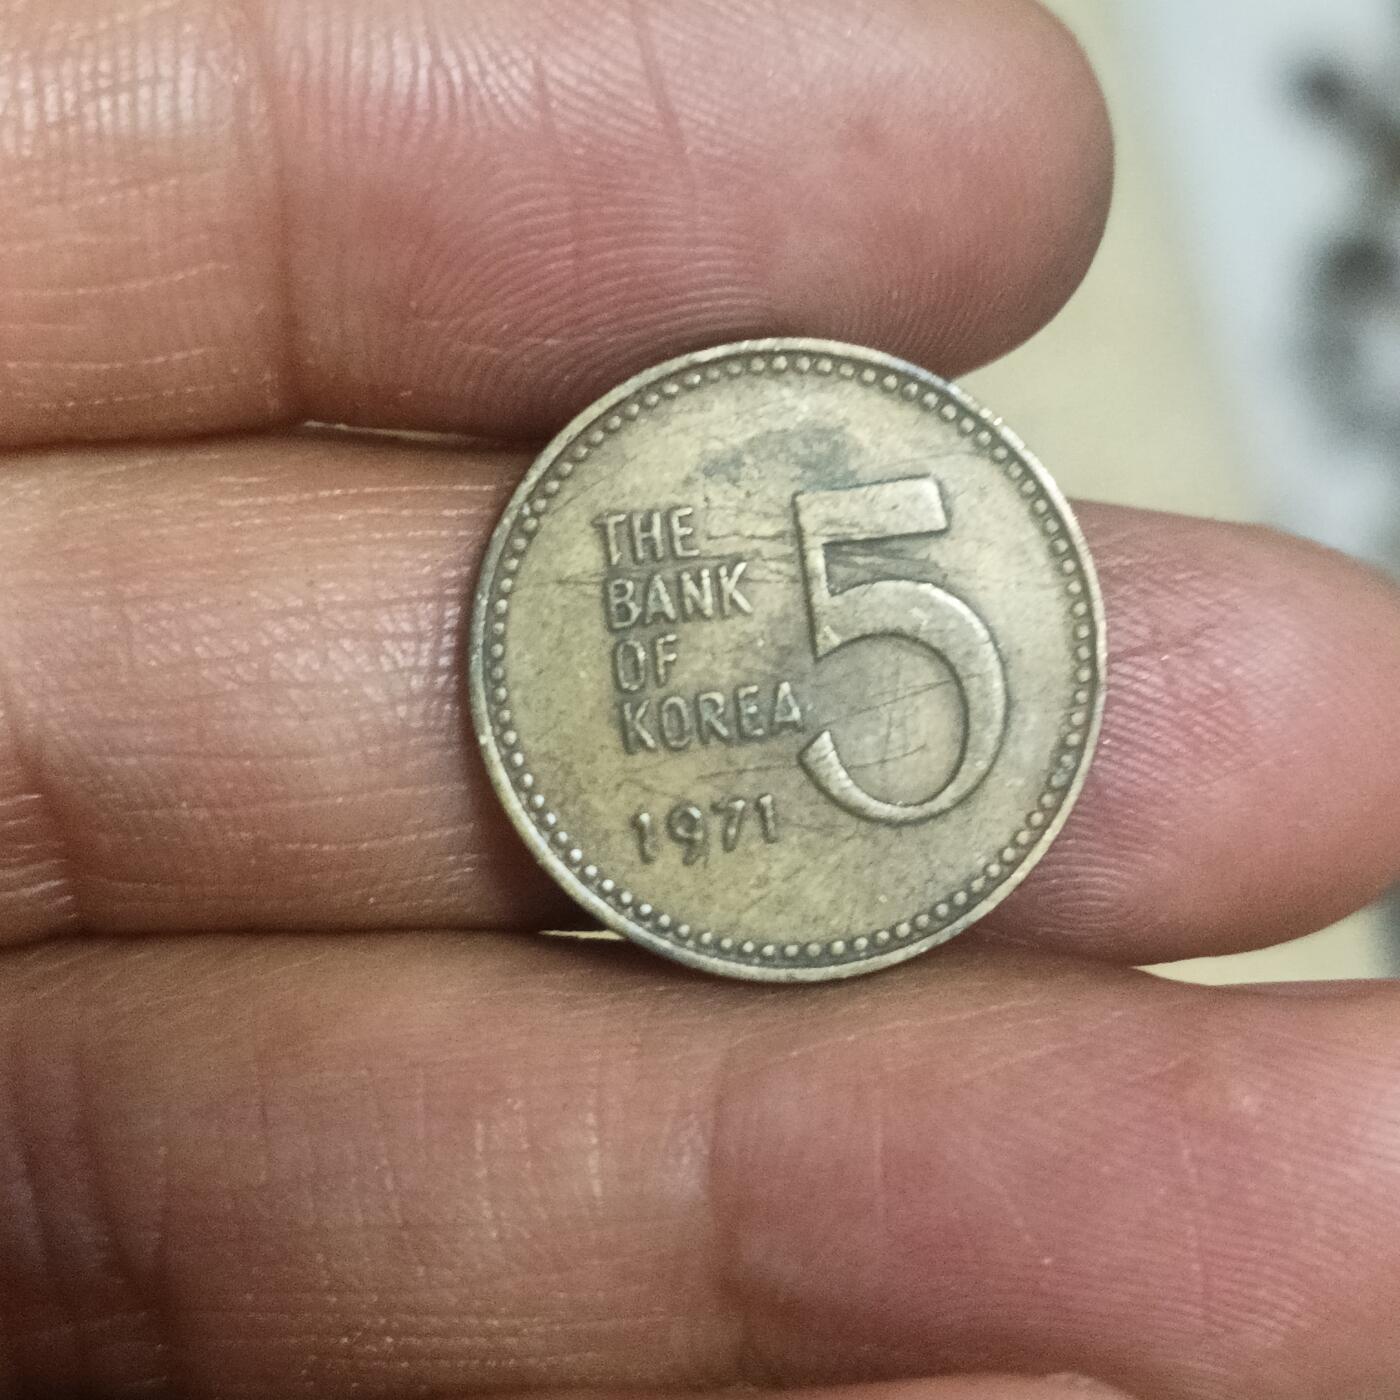 THE
BANK
OF
KOREA
5
1971